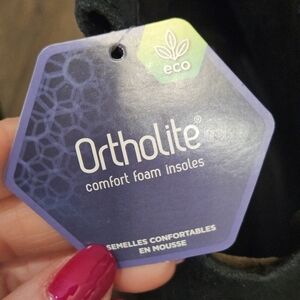 eco
Ortholite®
comfort foam insoles
SEMELLES CONFORTABLES
EN MOUSSE